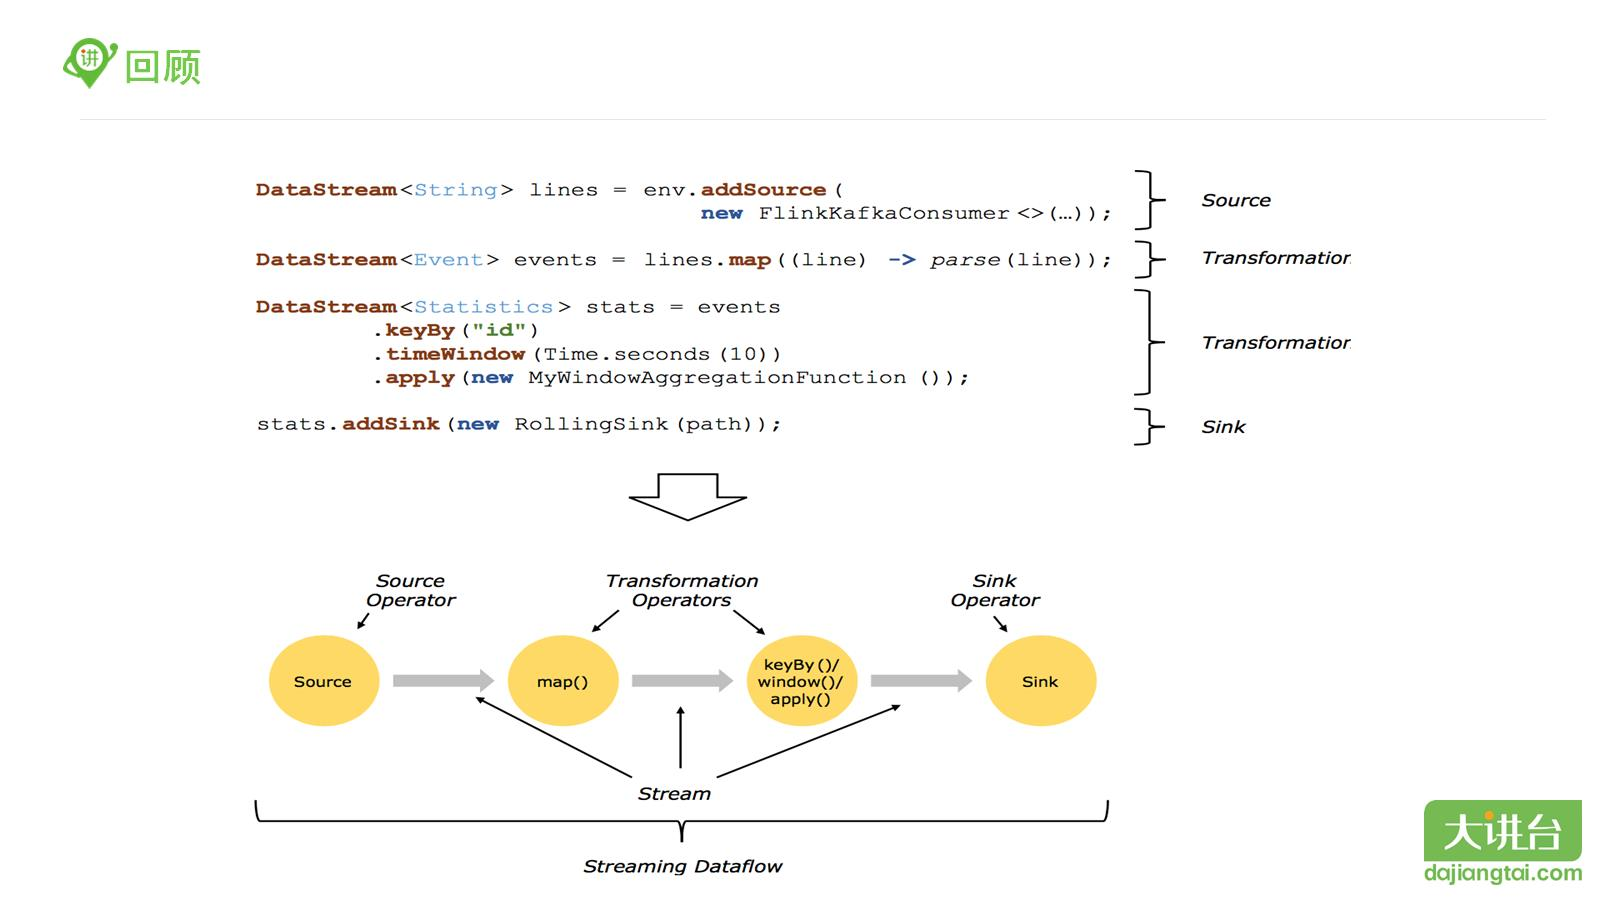 讲
回顾
DataStream<String> lines = env.addSource(
new FlinkKafkaConsumer<>(…));
Source
DataStream<Event> events = lines.map((line) -> parse(line));
Transformation
DataStream<Statistics> stats = events
.keyBy("id")
.timeWindow(Time.seconds(10))
.apply(new MyWindowAggregationFunction());
Transformation
stats.addSink(new RollingSink(path));
Sink
Source
Operator
Transformation
Operators
Sink
Operator
Source
map()
keyBy()/
window()/
apply()
Sink
Stream
Streaming Dataflow
大讲台
dajiangtai.com